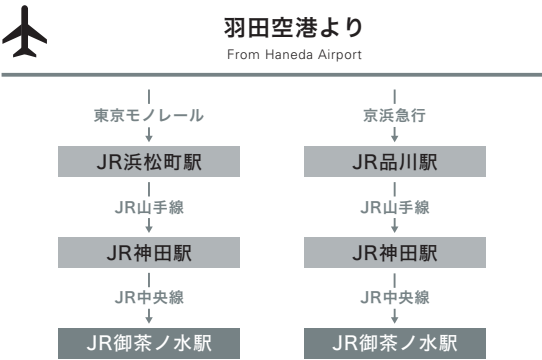 羽田空港より
From Haneda Airport
東京モノレール
JR浜松町駅
JR山手線
JR神田駅
JR中央線
JR御茶ノ水駅
京浜急行
JR品川駅
JR山手線
JR神田駅
JR中央線
JR御茶ノ水駅